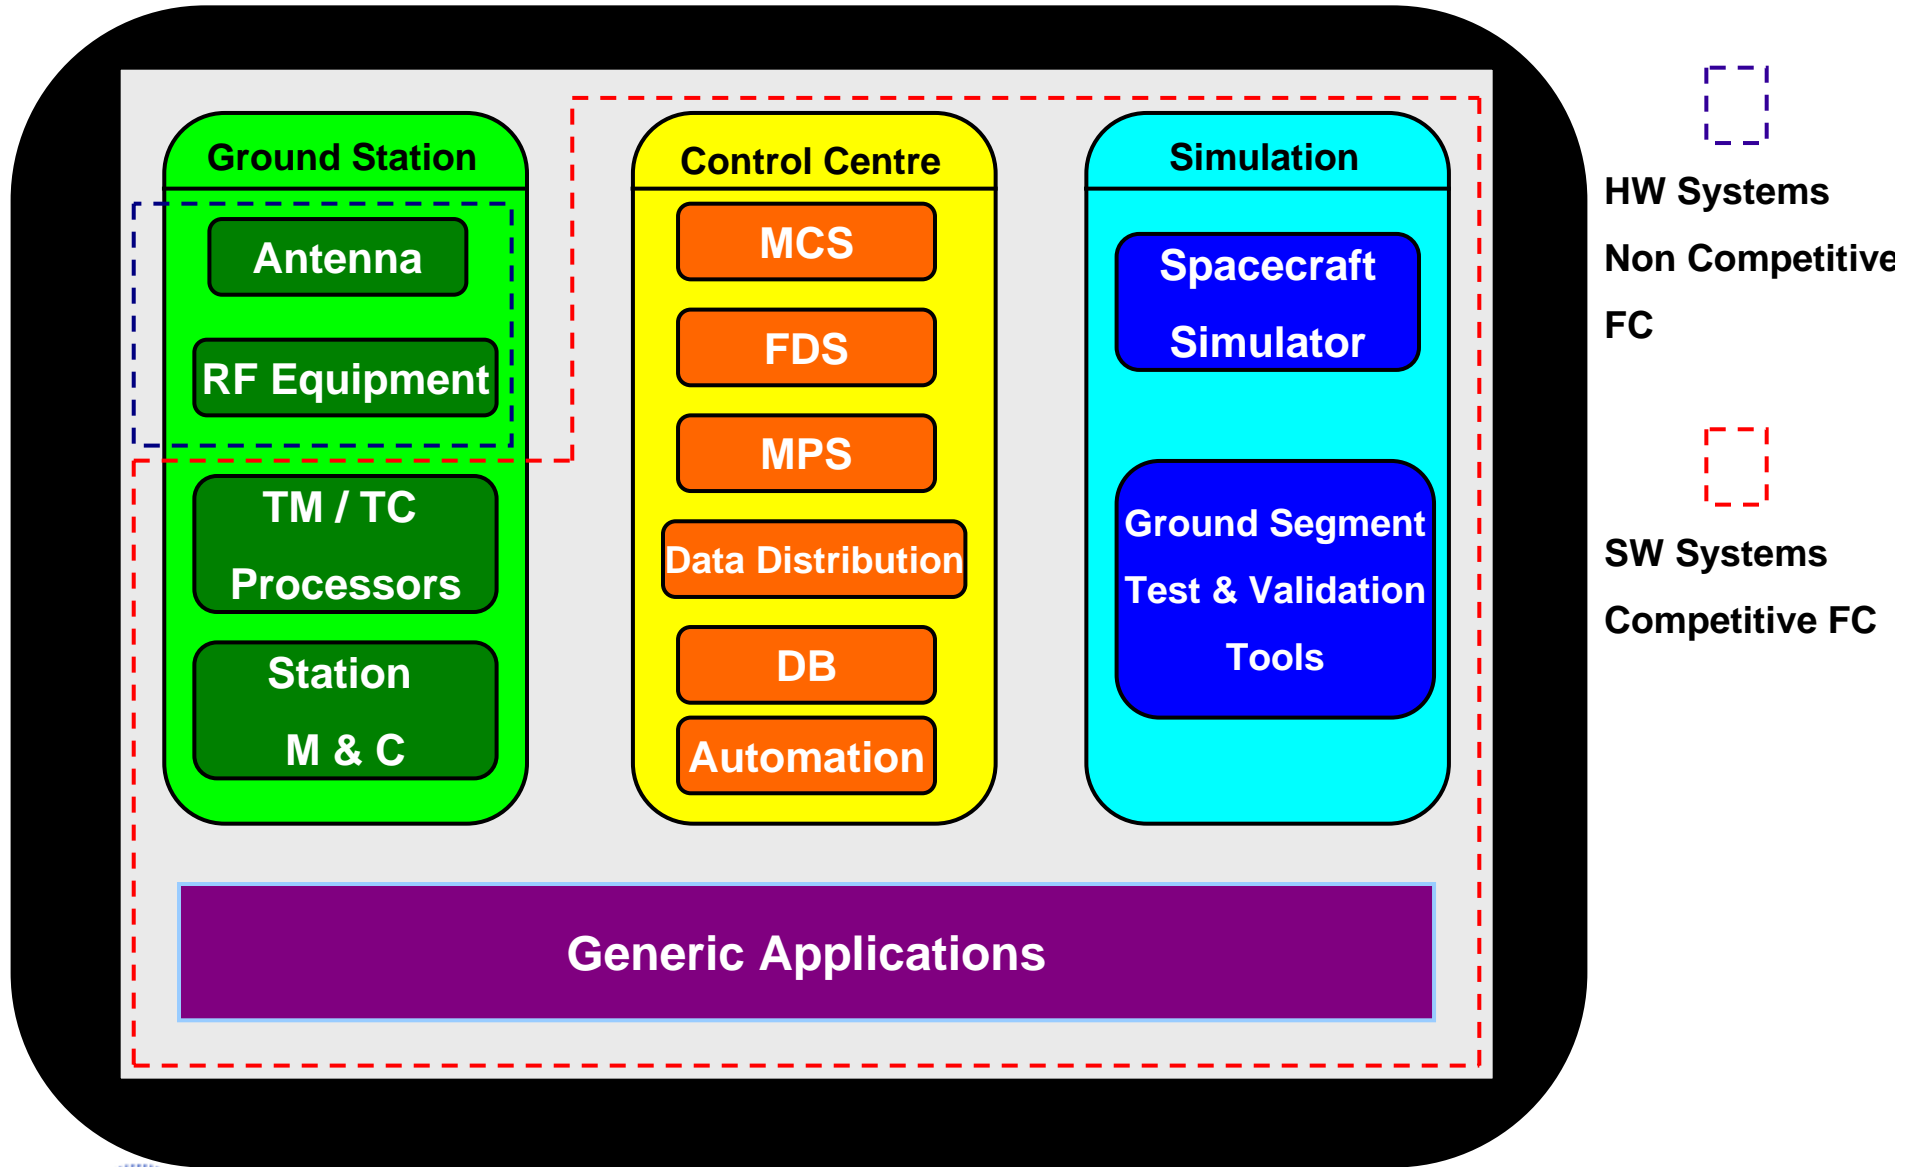 Ground Station
Antenna
RF Equipment
TM / TC
Processors
Station
M & C
Control Centre
MCS
FDS
MPS
Data Distribution
DB
Automation
Simulation
Spacecraft
Simulator
Ground Segment
Test & Validation
Tools
Generic Applications
HW Systems
Non Competitive
FC
SW Systems
Competitive FC